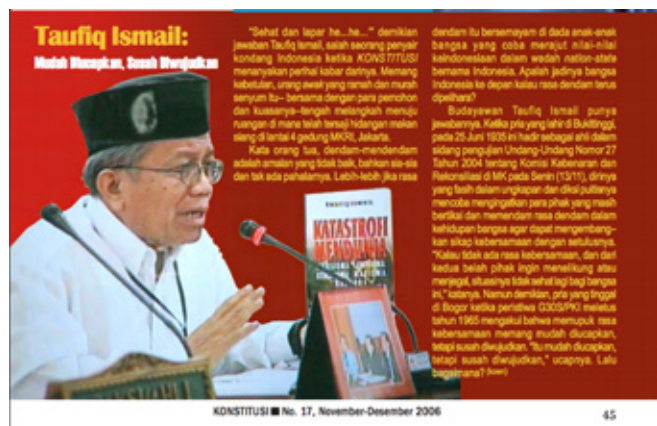 Taufiq Ismail:
Mudah Diucapkan, Susah Diwujudkan
"Sehat dan lapar he...he..." demikian
jawaban Taufiq Ismail, salah seorang penyair
kondang Indonesia ketika KONSTITUSI
menanyakan perihal kabar darinya. Memang
kebetulan, urang awak yang ramah dan murah
senyum itu– bersama dengan para pemohon
dan kuasanya–tengah melangkah menuju
ruangan di mana telah tersaji hidangan makan
siang di lantai 4 gedung MKRI, Jakarta.
Kata orang tua, dendam-mendendam
adalah amalan yang tidak baik, bahkan sia-sia
dan tak ada pahalanya. Lebih-lebih jika rasa
dendam itu bersemayam di dada anak-anak
bangsa yang coba merajut nilai-nilai
keindonesiaan dalam wadah nation-state
bernama Indonesia. Apalah jadinya bangsa
Indonesia ke depan kalau rasa dendam terus
dipelihara?
Budayawan Taufiq Ismail punya
jawabannya. Ketika pria yang lahir di Bukittinggi,
pada 25 Juni 1935 ini hadir sebagai ahli dalam
sidang pengujian Undang-Undang Nomor 27
Tahun 2004 tentang Komisi Kebenaran dan
Rekonsiliasi di MK pada Senin (13/11), dirinya
yang fasih dalam ungkapan dan diksi puitisnya
mencoba mengingatkan para pihak yang masih
bertikai dan memendam rasa dendam dalam
kehidupan bangsa agar dapat mengembang-
kan sikap kebersamaan dengan setulusnya.
"Kalau tidak ada rasa kebersamaan, dan dari
kedua belah pihak ingin menelikung atau
menjegal, situasinya tidak sehat lagi bagi bangsa
ini," katanya. Namun demikian, pria yang tinggal
di Bogor ketika peristiwa G30S/PKI meletus
tahun 1965 mengakui bahwa memupuk rasa
kebersamaan memang mudah diucapkan,
tetapi susah diwujudkan. "Itu mudah diucapkan,
tetapi susah diwujudkan," ucapnya. Lalu
bagaimana?
KATASTROFI
MENDUNIA
KONSTITUSI ■ No. 17, November-Desember 2006
45